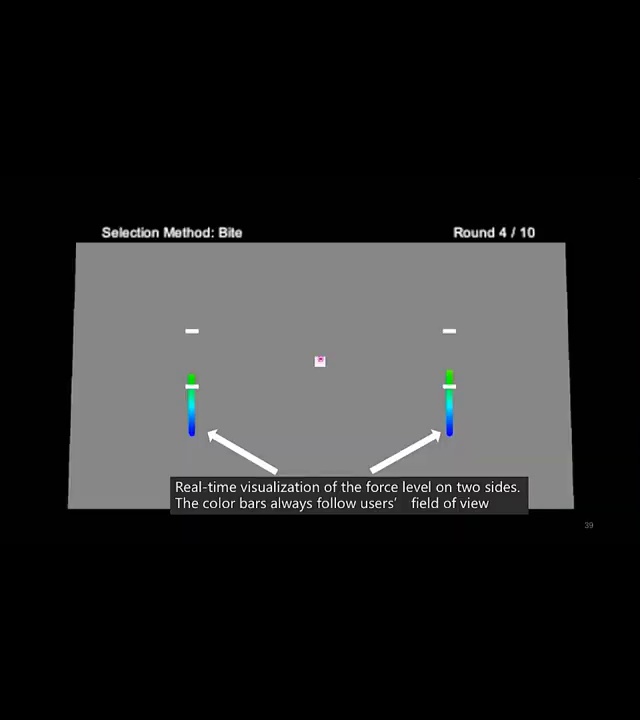 Selection Method: Bite
Round 4 / 10
Real-time visualization of the force level on two sides.
The color bars always follow users’ field of view
39